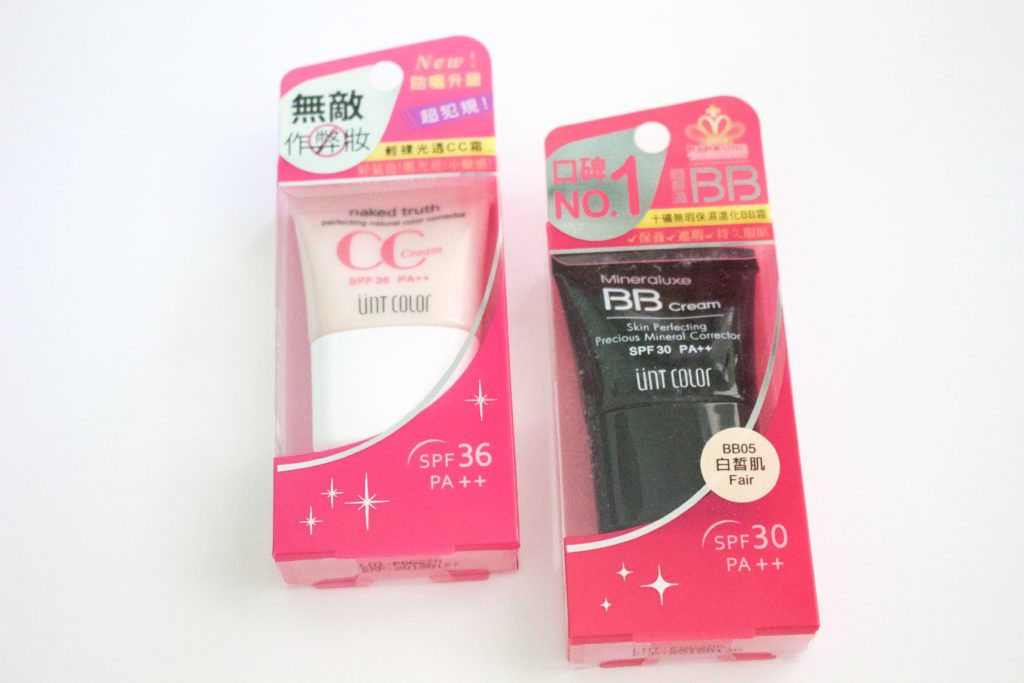 New!
防曬升級
超犯規!
無敵
作弊妝
輕裸光透CC霜
naked truth
perfecting natural color corrector
CC Cream
SPF 36 PA++
ÜNT COLOR
SPF 36
PA++
口碑
NO.1
BB
十礦無瑕保濕進化BB霜
✓保養✓遮瑕✓持久服貼
Mineraluxe
BB Cream
Skin Perfecting
Precious Mineral Corrector
SPF 30 PA++
ÜNT COLOR
BB05
白皙肌
Fair
SPF 30
PA++